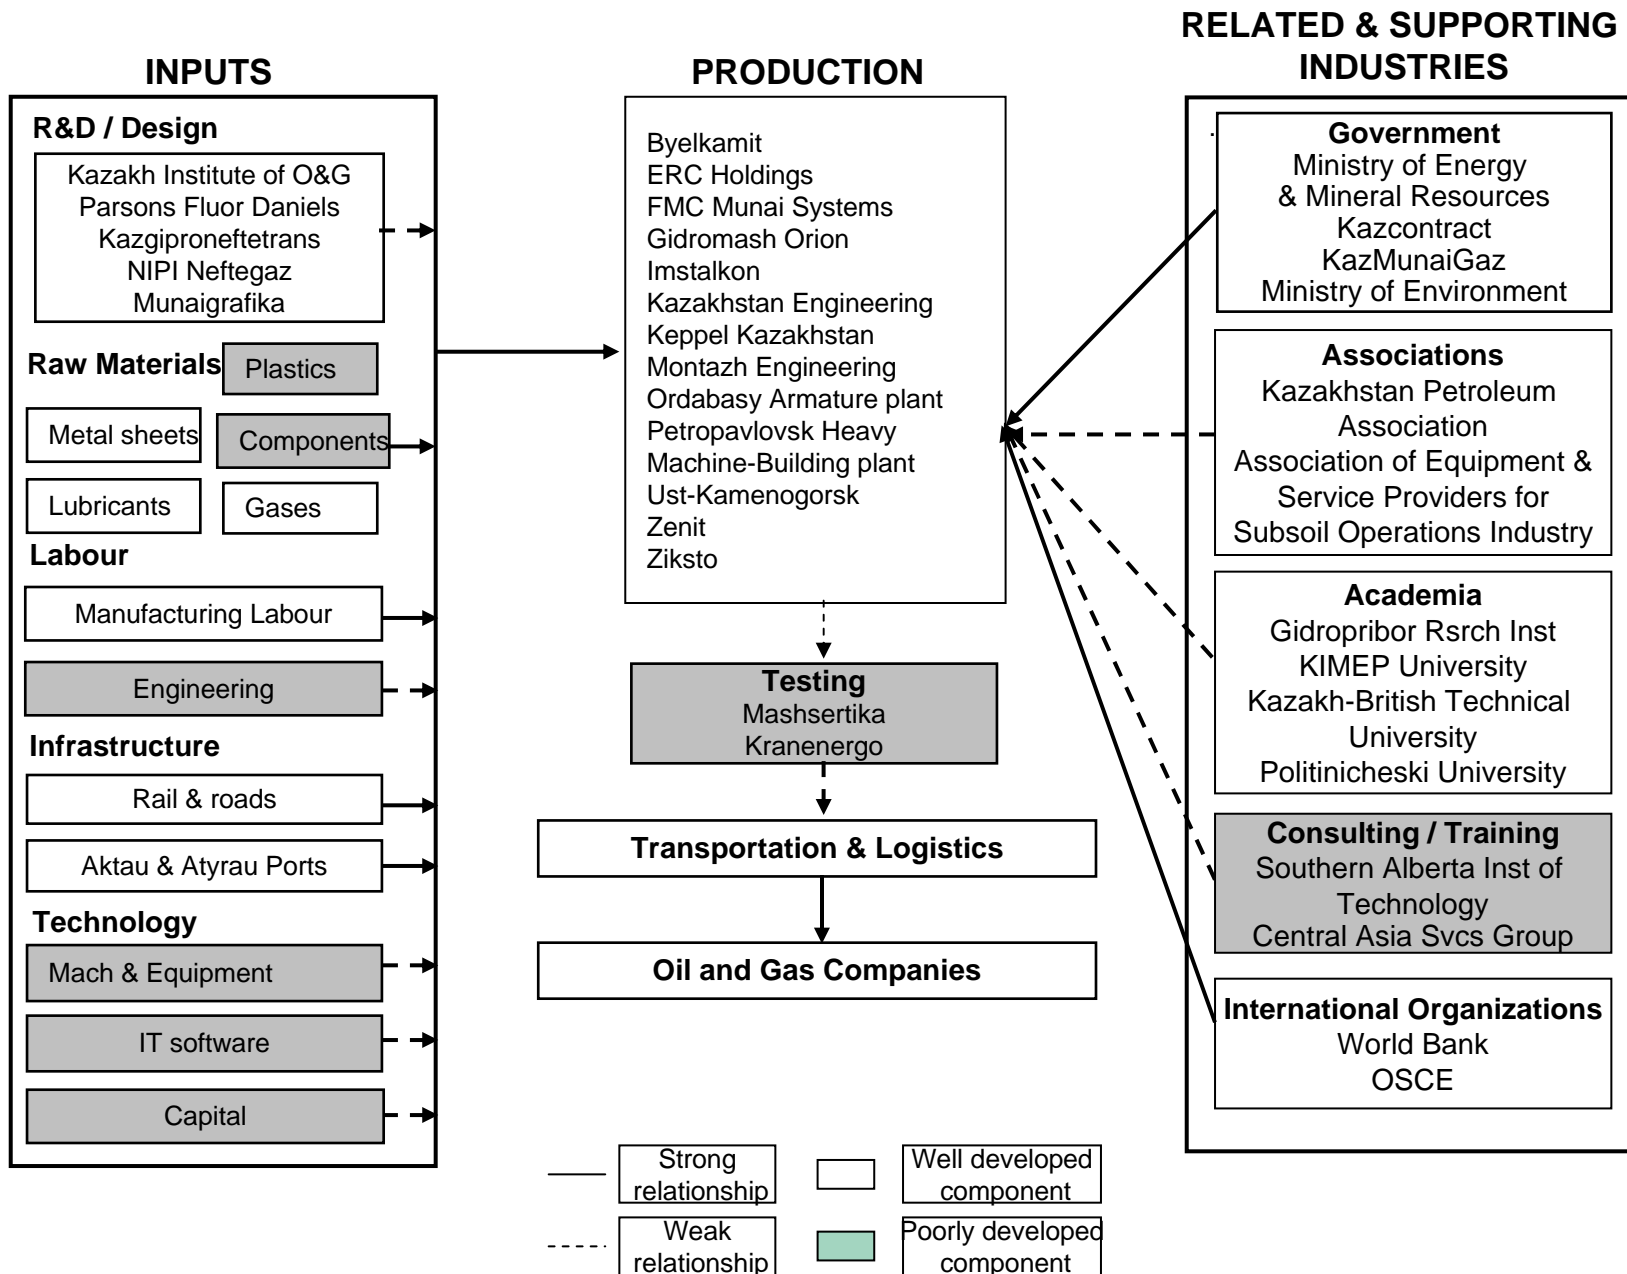 INPUTS
R&D / Design
Kazakh Institute of O&G
Parsons Fluor Daniels
Kazgiproneftetrans
NIPI Neftegaz
Munaigrafika
Raw Materials
Plastics
Metal sheets
Components
Lubricants
Gases
Labour
Manufacturing Labour
Engineering
Infrastructure
Rail & roads
Aktau & Atyrau Ports
Technology
Mach & Equipment
IT software
Capital
PRODUCTION
Byelkamit
ERC Holdings
FMC Munai Systems
Gidromash Orion
Imstalkon
Kazakhstan Engineering
Keppel Kazakhstan
Montazh Engineering
Ordabasy Armature plant
Petropavlovsk Heavy
Machine-Building plant
Ust-Kamenogorsk
Zenit
Ziksto
Testing
Mashsertika
Kranenergo
Transportation & Logistics
Oil and Gas Companies
RELATED & SUPPORTING
INDUSTRIES
Government
Ministry of Energy
& Mineral Resources
Kazcontract
KazMunaiGaz
Ministry of Environment
Associations
Kazakhstan Petroleum
Association
Association of Equipment &
Service Providers for
Subsoil Operations Industry
Academia
Gidropribor Rsrch Inst
KIMEP University
Kazakh-British Technical
University
Politinicheski University
Consulting / Training
Southern Alberta Inst of
Technology
Central Asia Svcs Group
International Organizations
World Bank
OSCE
Strong
relationship
Well developed
component
Weak
relationship
Poorly developed
component